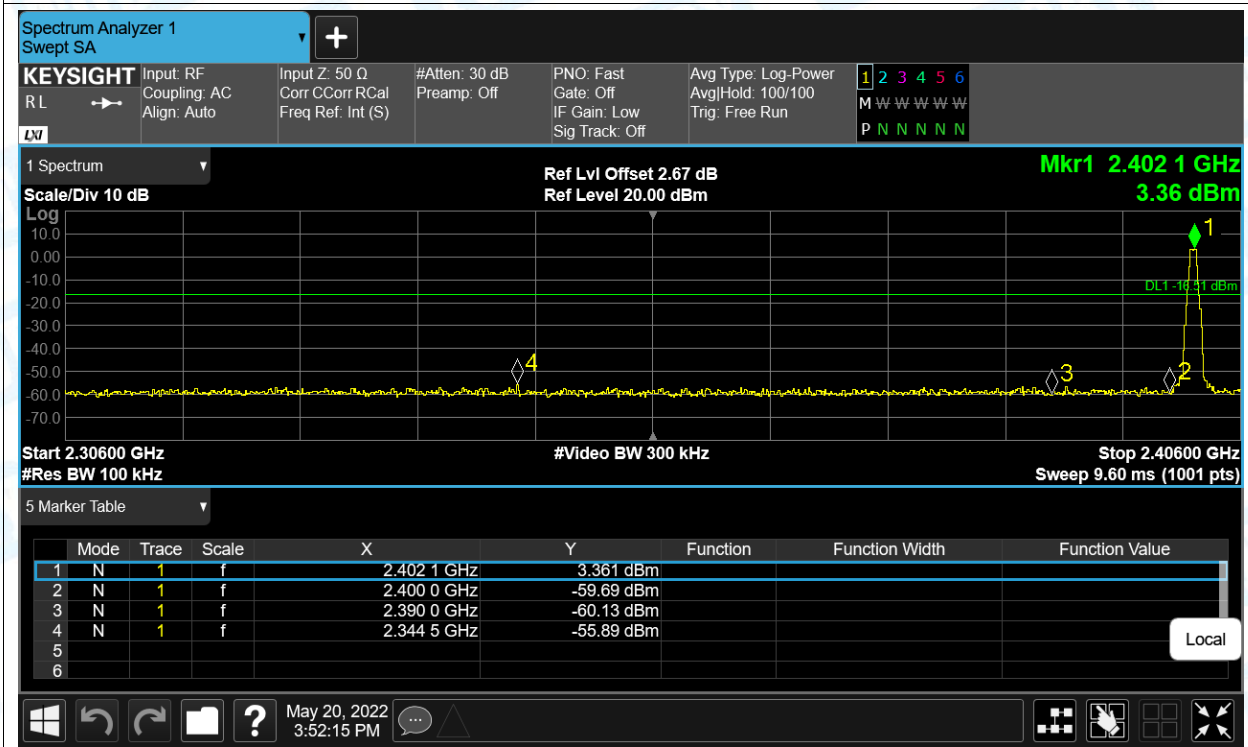 Spectrum Analyzer 1
Swept SA
KEYSIGHT
R L
LXI
Input: RF
Coupling: AC
Align: Auto
Input Z: 50 Ω
Corr CCorr RCal
Freq Ref: Int (S)
#Atten: 30 dB
Preamp: Off
PNO: Fast
Gate: Off
IF Gain: Low
Sig Track: Off
Avg Type: Log-Power
Avg|Hold: 100/100
Trig: Free Run
1 2 3 4 5 6
M W W W W W
P N N N N N
1 Spectrum
Scale/Div 10 dB
Ref Lvl Offset 2.67 dB
Ref Level 20.00 dBm
Mkr1 2.402 1 GHz
3.36 dBm
Log
10.0
0.00
-10.0
-20.0
-30.0
-40.0
-50.0
-60.0
-70.0
1
DL1 -16.51 dBm
4
3
2
Start 2.30600 GHz
#Video BW 300 kHz
Stop 2.40600 GHz
#Res BW 100 kHz
Sweep 9.60 ms (1001 pts)
5 Marker Table
Mode Trace Scale X Y Function Function Width Function Value
1 N 1 f 2.402 1 GHz 3.361 dBm
2 N 1 f 2.400 0 GHz -59.69 dBm
3 N 1 f 2.390 0 GHz -60.13 dBm
4 N 1 f 2.344 5 GHz -55.89 dBm
5
6
Local
?
May 20, 2022
3:52:15 PM